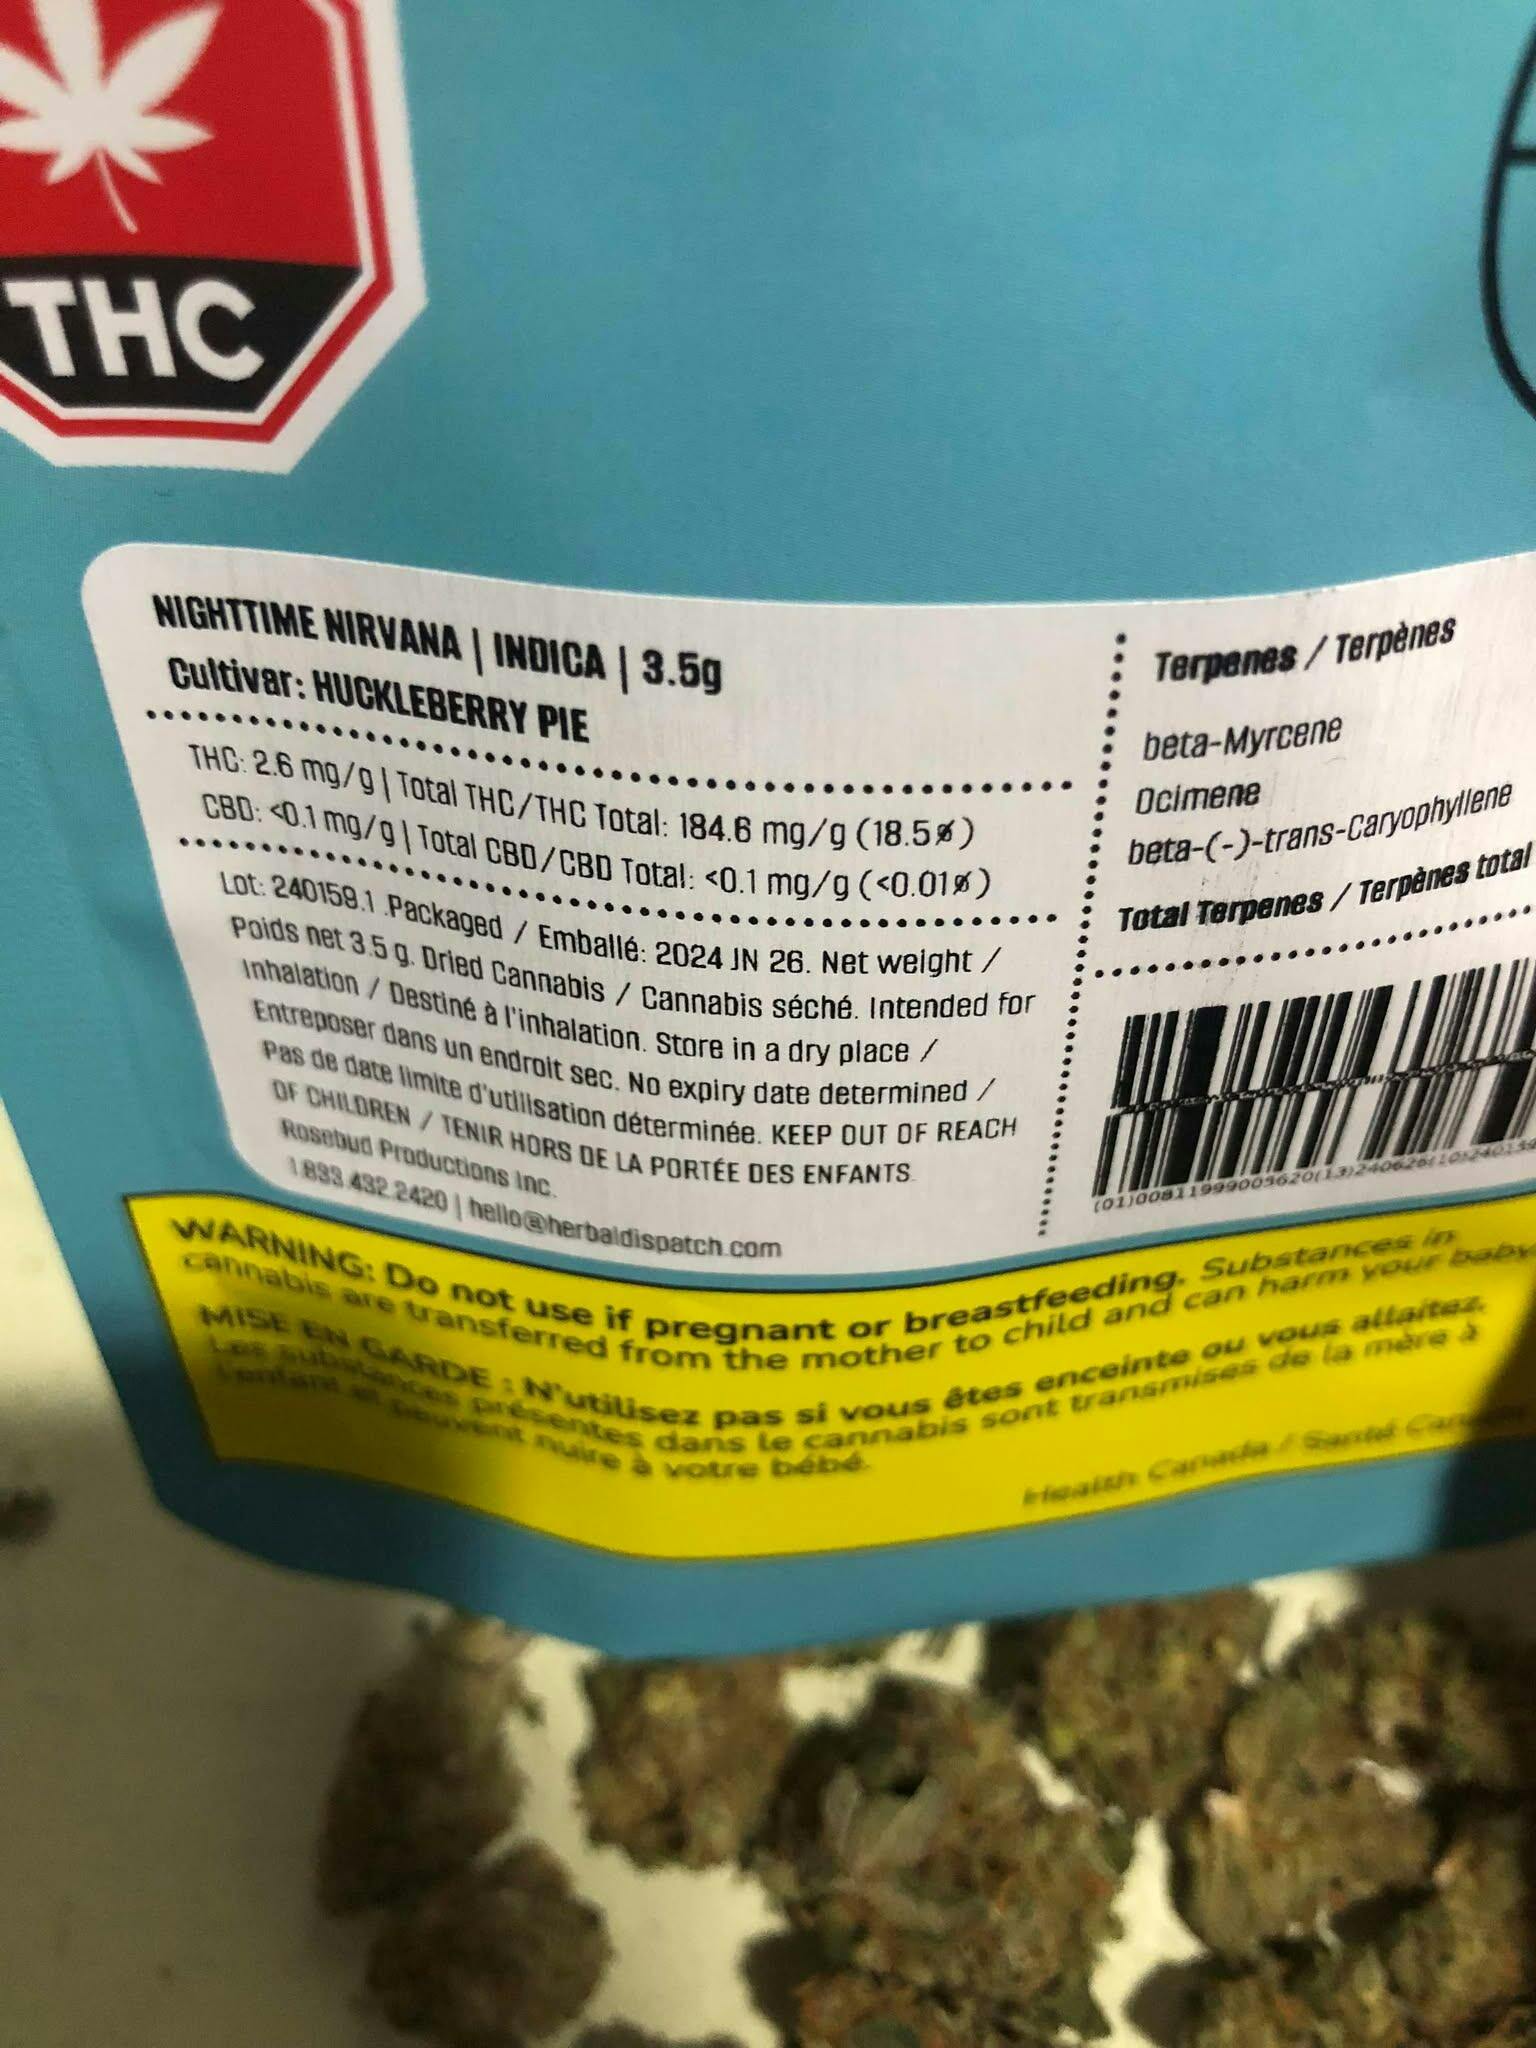 THC
NIGHTTIME NIRVANA | INDICA | 3.5g
Cultivar: HUCKLEBERRY PIE
THC: 2.6 mg/g | Total THC/THC Total: 184.6 mg/g (18.5%)
CBD: <0.1 mg/g | Total CBD/CBD Total: <0.1 mg/g (<0.01%)
Lot: 240159.1 Packaged / Emballé: 2024 JN 26. Net weight /
Poids net 3.5 g. Dried Cannabis / Cannabis séché. Intended for
Inhalation / Destiné à l'inhalation. Store in a dry place /
Entreposer dans un endroit sec. No expiry date determined /
Pas de date limite d'utilisation déterminée. KEEP OUT OF REACH
OF CHILDREN / TENIR HORS DE LA PORTÉE DES ENFANTS.
Rosebud Productions Inc.
1.833.432.2420 | hello@herbaldispatch.com
Terpenes / Terpènes
beta-Myrcene
Ocimene
beta-(-)-trans-Caryophyllene
Total Terpenes / Terpènes total
WARNING: Do not use if pregnant or breastfeeding. Substances in
cannabis are transferred from the mother to child and can harm your baby
MISE EN GARDE : N'utilisez pas si vous êtes enceinte ou vous allaitez.
Les substances présentes dans le cannabis sont transmises de la mère à
l'enfant et peuvent nuire à votre bébé.
Health Canada / Santé